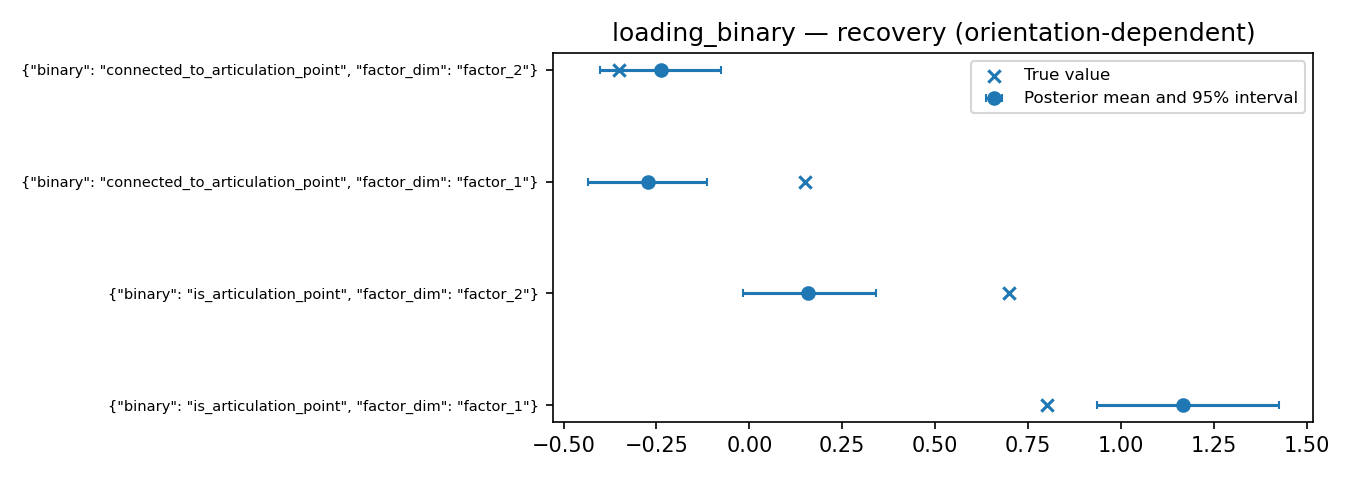 loading_binary — recovery (orientation-dependent)
{"binary": "connected_to_articulation_point", "factor_dim": "factor_2"}
True value
Posterior mean and 95% interval
{"binary": "connected_to_articulation_point", "factor_dim": "factor_1"}
{"binary": "is_articulation_point", "factor_dim": "factor_2"}
{"binary": "is_articulation_point", "factor_dim": "factor_1"}
−0.50 −0.25 0.00 0.25 0.50 0.75 1.00 1.25 1.50